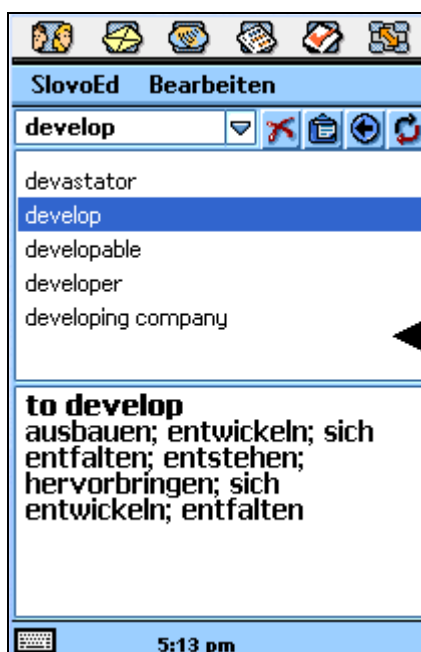 SlovoEd Bearbeiten
develop
devastator
develop
developable
developer
developing company
to develop
ausbauen; entwickeln; sich
entfalten; entstehen;
hervorbringen; sich
entwickeln; entfalten
5:13 pm